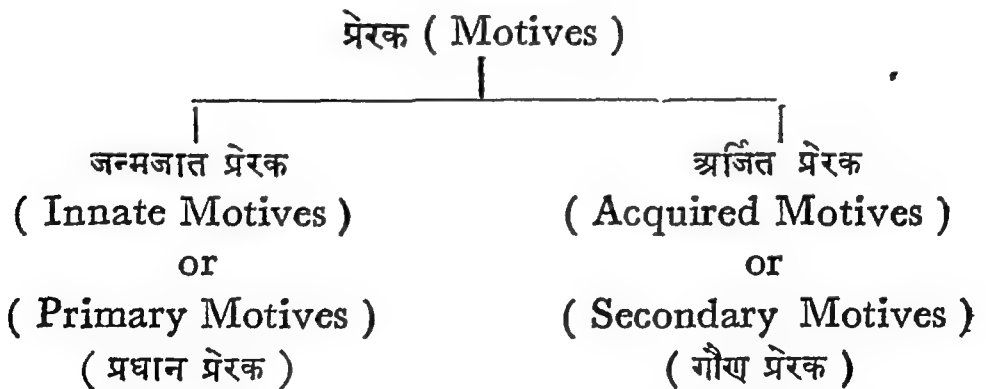 प्रेरक ( Motives )
जन्मजात प्रेरक
( Innate Motives )
or
( Primary Motives )
( प्रधान प्रेरक )
अर्जित प्रेरक
( Acquired Motives )
or
( Secondary Motives )
( गौण प्रेरक )